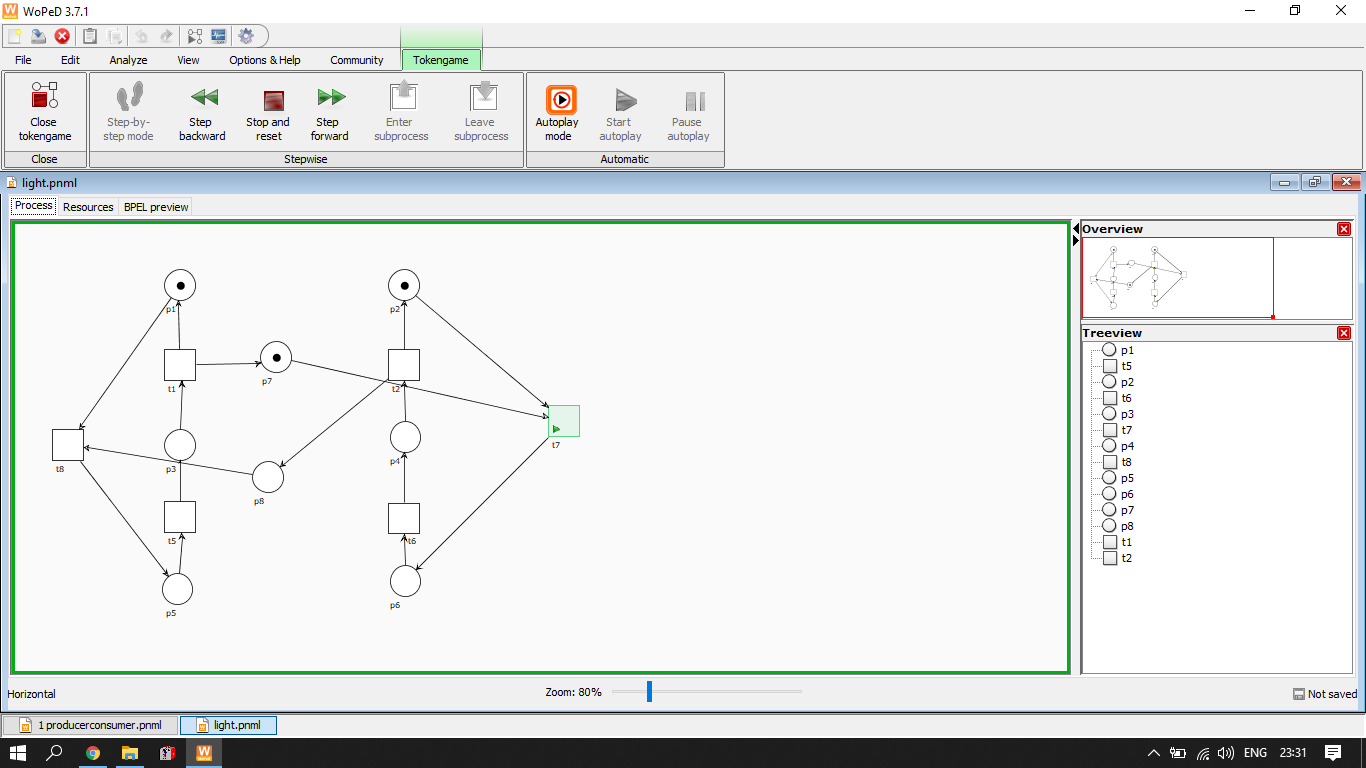 WoPeD 3.7.1
File Edit Analyze View Options & Help Community Tokengame
Close tokengame
Step-by-step mode
Step backward
Stop and reset
Step forward
Enter subprocess
Leave subprocess
Autoplay mode
Start autoplay
Pause autoplay
Close Stepwise Automatic
light.pnml
Process Resources BPEL preview
p1
p2
t1
p7
t2
t7
t8
p3
p4
p8
t5
t6
p5
p6
Overview
Treeview
p1
t5
p2
t6
p3
t7
p4
t8
p5
p6
p7
p8
t1
t2
Horizontal
Zoom: 80%
Not saved
1 producerconsumer.pnml
light.pnml
ENG 23:31